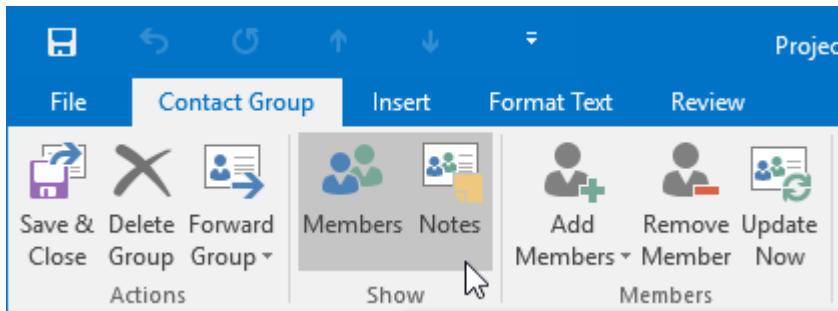 Projec
File Contact Group Insert Format Text Review
Save & Delete Forward Members Notes Add Remove Update
Close Group Group Members Member Now
Actions Show Members